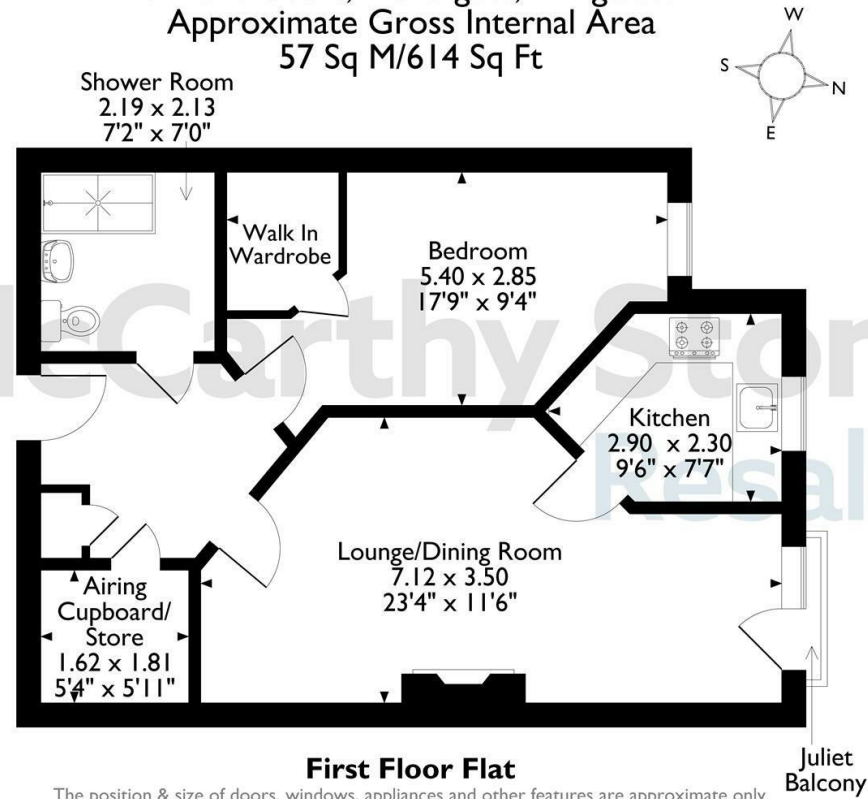 Approximate Gross Internal Area
57 Sq M/614 Sq Ft
W
S
N
E
Shower Room
2.19 x 2.13
7'2" x 7'0"
Walk In
Wardrobe
Bedroom
5.40 x 2.85
17'9" x 9'4"
McCarthy Stone
Resales
Kitchen
2.90 x 2.30
9'6" x 7'7"
Lounge/Dining Room
7.12 x 3.50
23'4" x 11'6"
Airing
Cupboard/
Store
1.62 x 1.81
5'4" x 5'11"
Juliet
Balcony
First Floor Flat
The position & size of doors, windows, appliances and other features are approximate only.